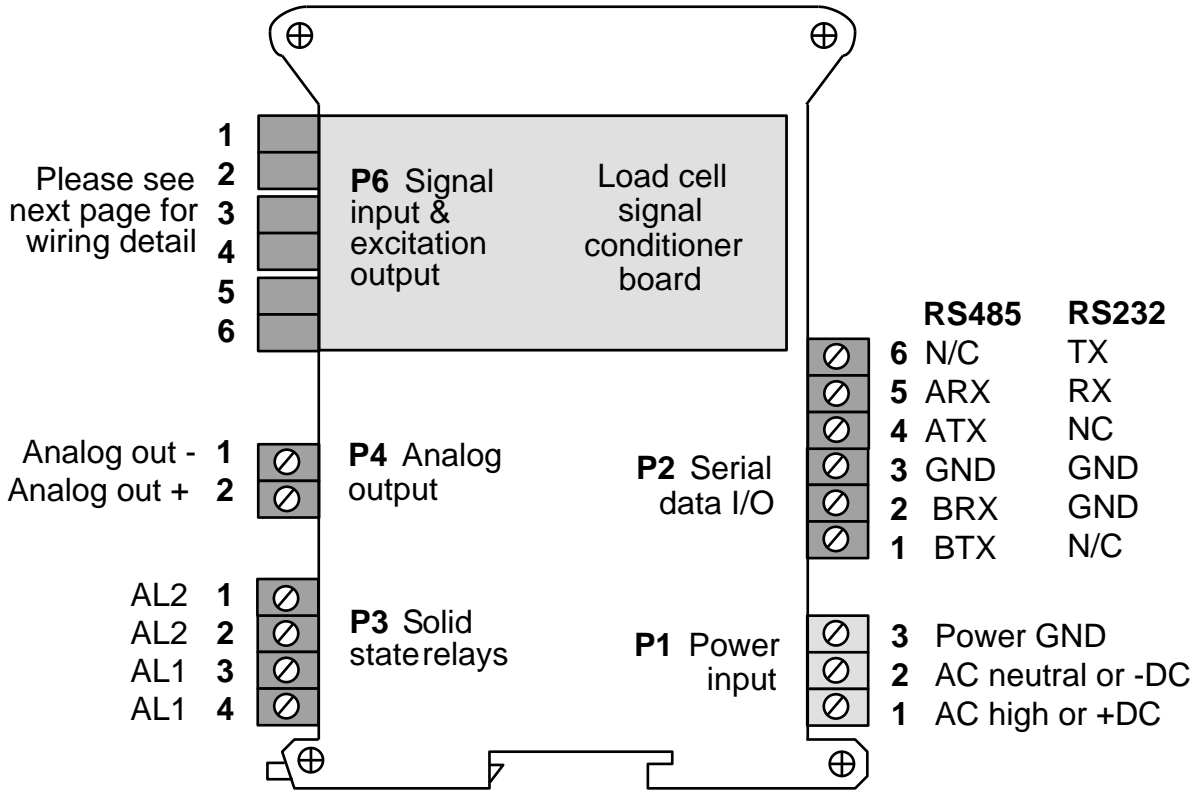 1
2
3
4
5
6
Please see
next page for
wiring detail
P6 Signal
input &
excitation
output
Load cell
signal
conditioner
board
RS485 RS232
6 N/C TX
5 ARX RX
4 ATX NC
3 GND GND
2 BRX GND
1 BTX N/C
P2 Serial
data I/O
Analog out - 1
Analog out + 2
P4 Analog
output
AL2 1
AL2 2
AL1 3
AL1 4
P3 Solid
state relays
P1 Power
input
3 Power GND
2 AC neutral or -DC
1 AC high or +DC